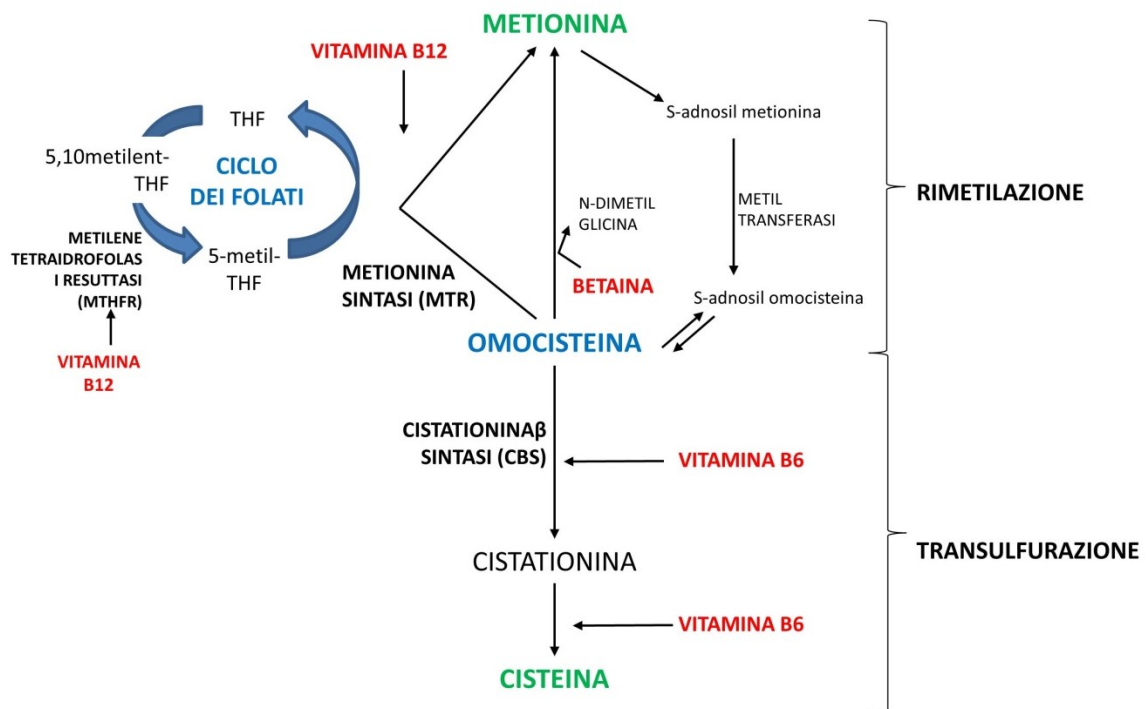 METIONINA
VITAMINA B12
S-adnosil metionina
THF
5,10metilent-
THF
CICLO
DEI FOLATI
METILENE
TETRAIDROFOLAS
I RESUTTASI
(MTHFR)
5-metil-
THF
VITAMINA
B12
METIONINA
SINTASI (MTR)
N-DIMETIL
GLICINA
BETAINA
METIL
TRANSFERASI
S-adnosil omocisteina
RIMETILAZIONE
OMOCISTEINA
CISTATIONINAβ
SINTASI (CBS)
VITAMINA B6
CISTATIONINA
TRANSULFURAZIONE
VITAMINA B6
CISTEINA